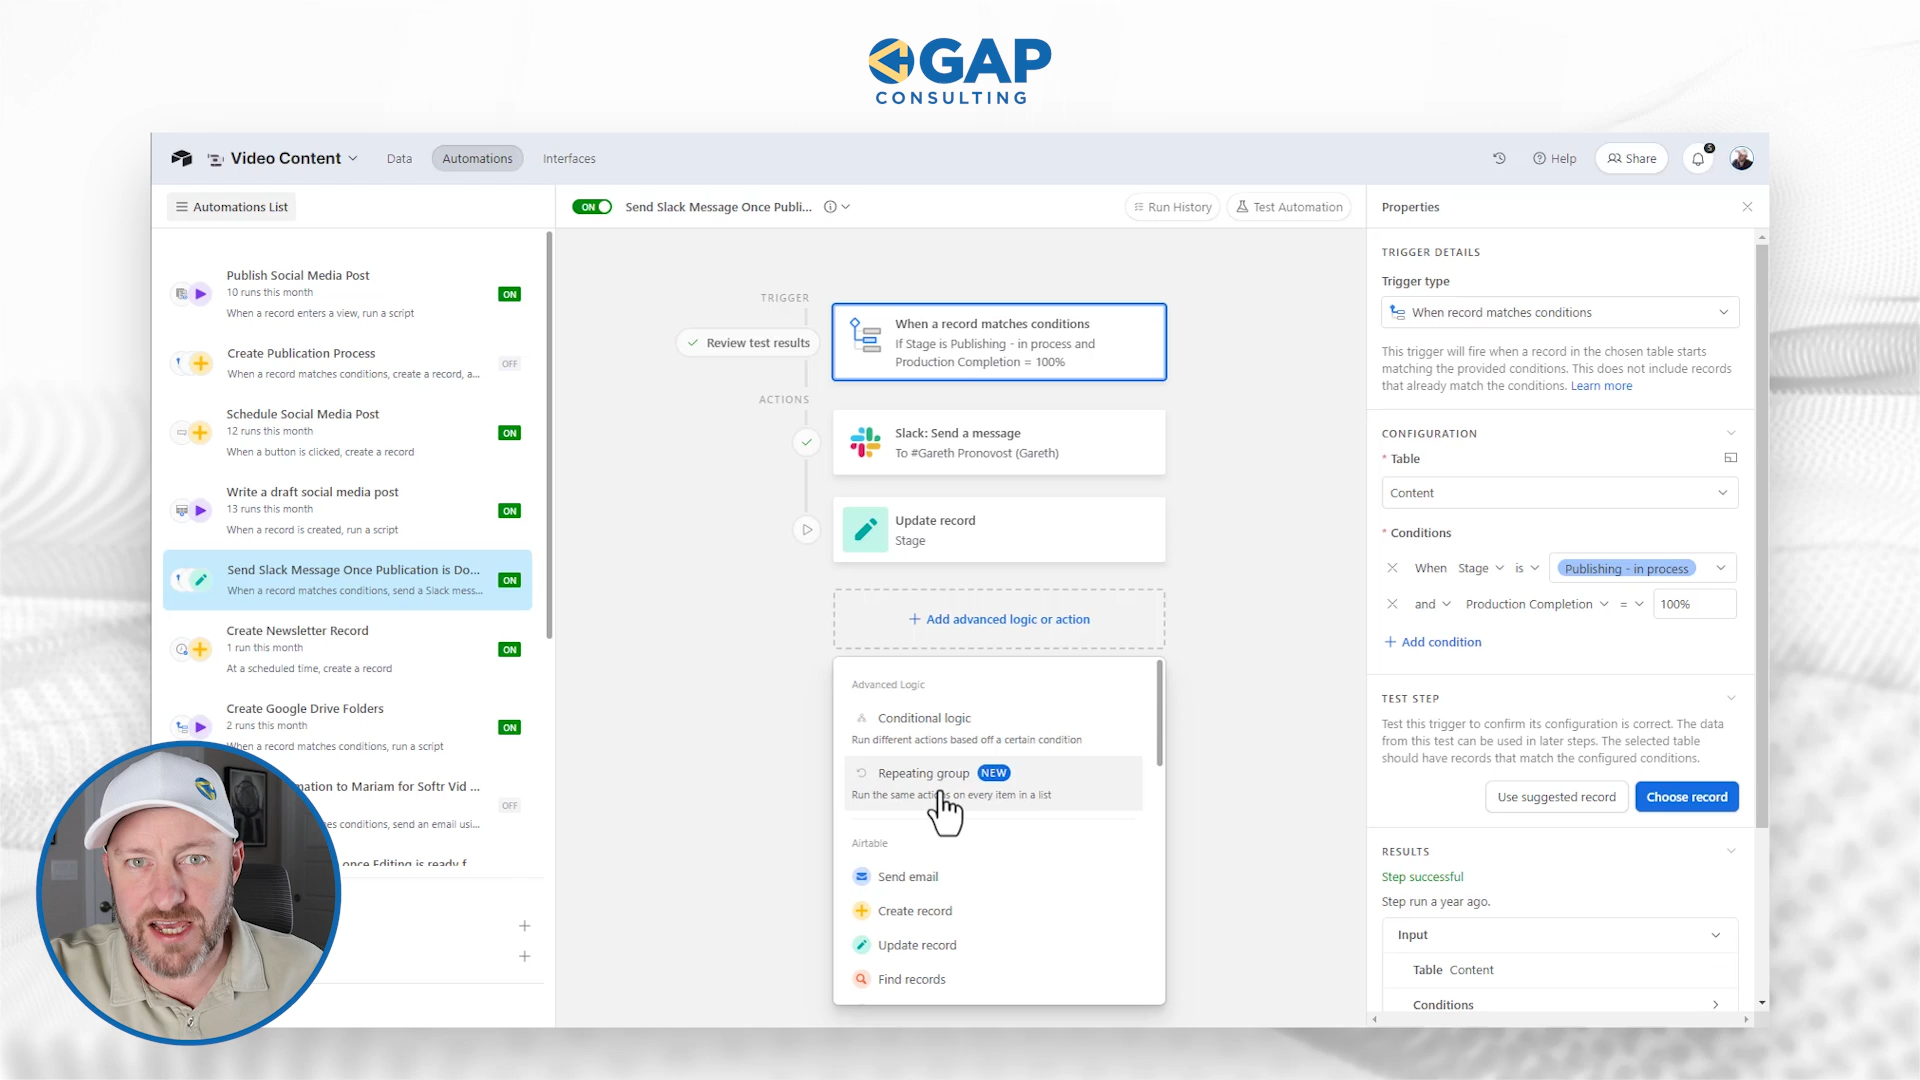 GAP
CONSULTING
Video Content
Data
Automations
Interfaces
Help
Share
5
Automations List
ON
Send Slack Message Once Publi...
Run History
Test Automation
Properties
Publish Social Media Post
10 runs this month
ON
When a record enters a view, run a script
Create Publication Process
OFF
When a record matches conditions, create a record, a...
Schedule Social Media Post
12 runs this month
ON
When a button is clicked, create a record
Write a draft social media post
13 runs this month
ON
When a record is created, run a script
Send Slack Message Once Publication is Do...
ON
When a record matches conditions, send a Slack mess...
Create Newsletter Record
1 run this month
ON
At a scheduled time, create a record
Create Google Drive Folders
2 runs this month
ON
When a record matches conditions, run a script
mation to Mariam for Softr Vid ...
OFF
es conditions, send an email usi...
once Editing is ready f
TRIGGER
Review test results
When a record matches conditions
If Stage is Publishing - in process and
Production Completion = 100%
ACTIONS
Slack: Send a message
To #Gareth Pronovost (Gareth)
Update record
Stage
+ Add advanced logic or action
Advanced Logic
Conditional logic
Run different actions based off a certain condition
Repeating group NEW
Run the same actions on every item in a list
Airtable
Send email
Create record
Update record
Find records
TRIGGER DETAILS
Trigger type
When record matches conditions
This trigger will fire when a record in the chosen table starts
matching the provided conditions. This does not include records
that already match the conditions. Learn more
CONFIGURATION
* Table
Content
* Conditions
When Stage is Publishing - in process
and Production Completion = 100%
+ Add condition
TEST STEP
Test this trigger to confirm its configuration is correct. The data
from this test can be used in later steps. The selected table
should have records that match the configured conditions.
Use suggested record
Choose record
RESULTS
Step successful
Step run a year ago.
Input
Table Content
Conditions